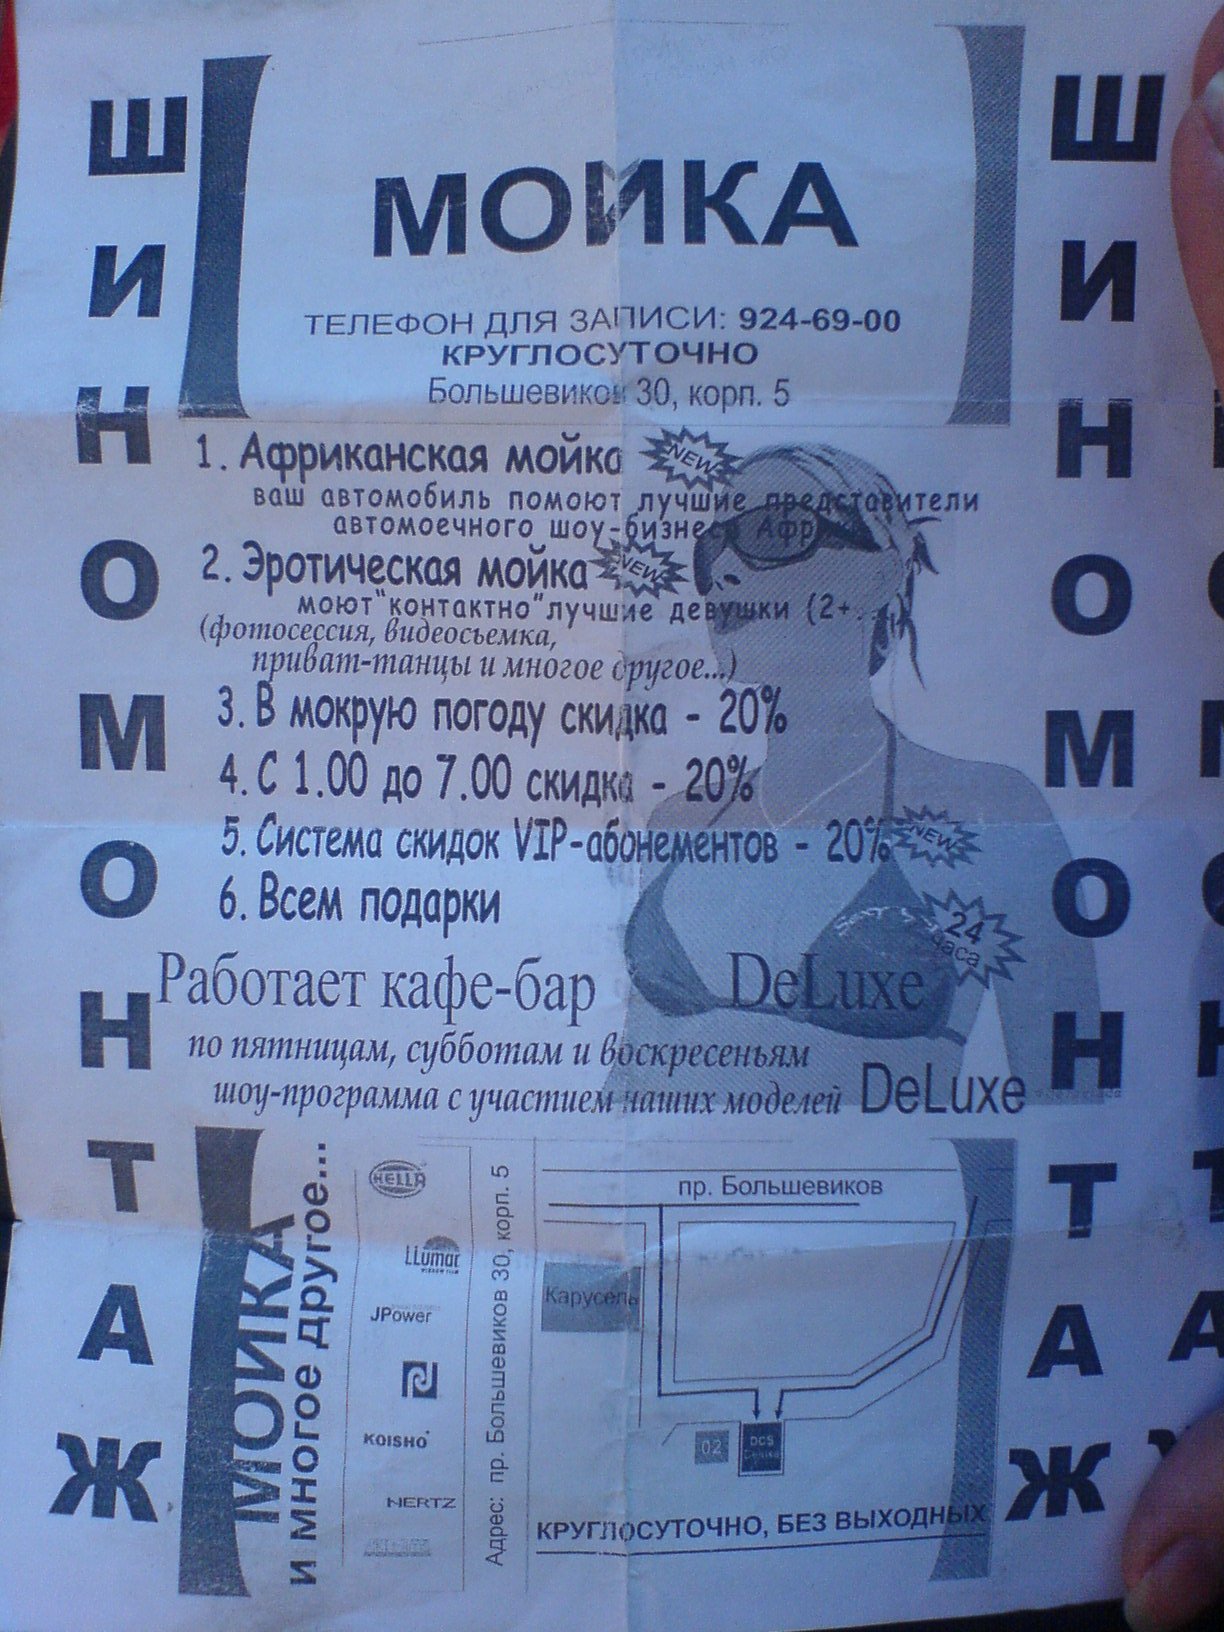 ШИНОМОНТАЖ
ШИНОМОНТАЖ
МОЙКА
ТЕЛЕФОН ДЛЯ ЗАПИСИ: 924-69-00
КРУГЛОСУТОЧНО
Большевиков 30, корп. 5
1. Африканская мойка NEW
ваш автомобиль помоют лучшие представители
автомоечного шоу-бизнеса
2. Эротическая мойка NEW
моют "контактно" лучшие девушки (2+...)
(фотосессия, видеосъемка,
приват-танцы и многое другое...)
3. В мокрую погоду скидка - 20%
4. С 1.00 до 7.00 скидка - 20%
5. Система скидок VIP-абонементов - 20% NEW
6. Всем подарки
24 часа
Работает кафе-бар DeLuxe
по пятницам, субботам и воскресеньям
шоу-программа с участием наших моделей DeLuxe
МОЙКА
и многое другое...
HELLA
LLumar
JPower
KOISHO
HERTZ
Адрес: пр. Большевиков 30, корп. 5
пр. Большевиков
Карусель
02
DCS
КРУГЛОСУТОЧНО, БЕЗ ВЫХОДНЫХ